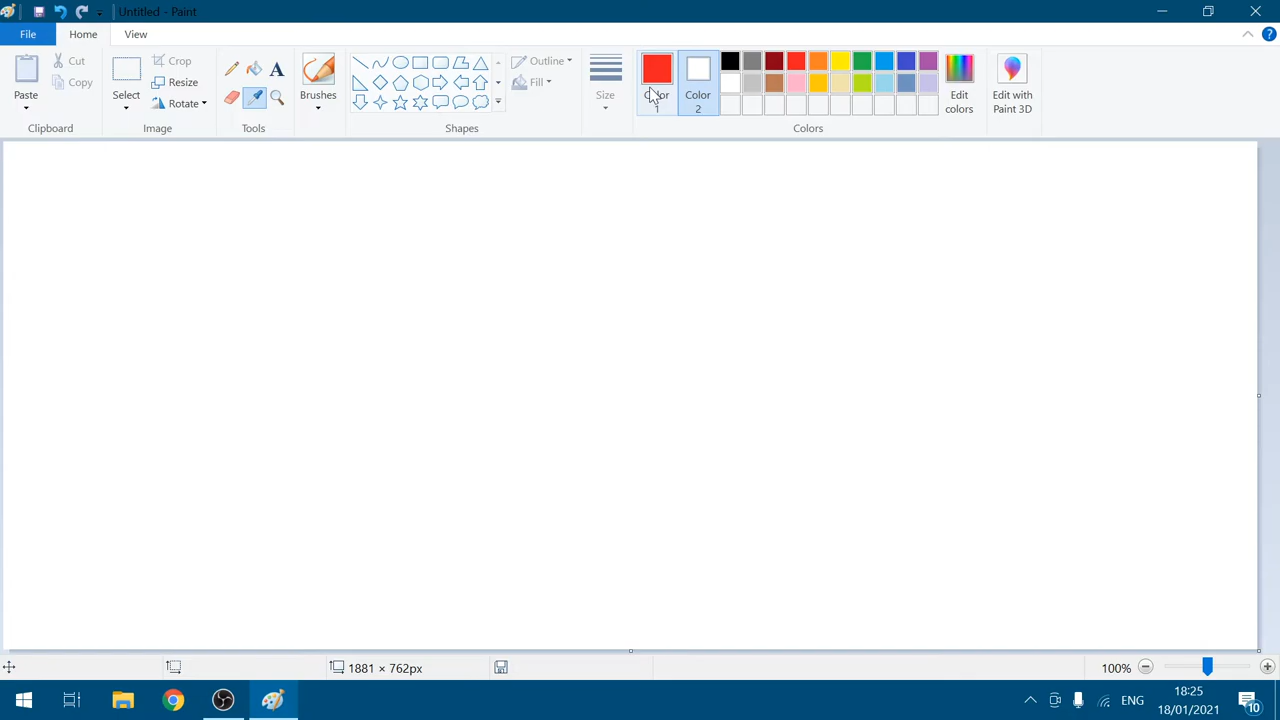 Untitled - Paint
File Home View
Cut
Copy
Paste
Clipboard
Select
Crop
Resize
Rotate
Image
A
Tools
Brushes
Outline
Fill
Shapes
Size
Color 1
Color 2
Edit colors
Colors
Edit with Paint 3D
1881 × 762px
100%
ENG
18:25
18/01/2021
10